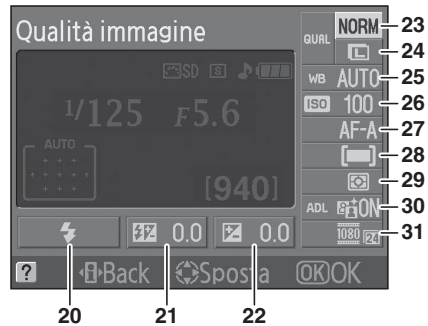 Qualità immagine
QUAL NORM 23
L 24
SD S
WB AUTO 25
ISO 100 26
1/125 F5.6
AF-A 27
AUTO
28
29
[940]
ADL ON 30
1080 24 31
0.0 0.0
? Back Sposta OK OK
20 21 22